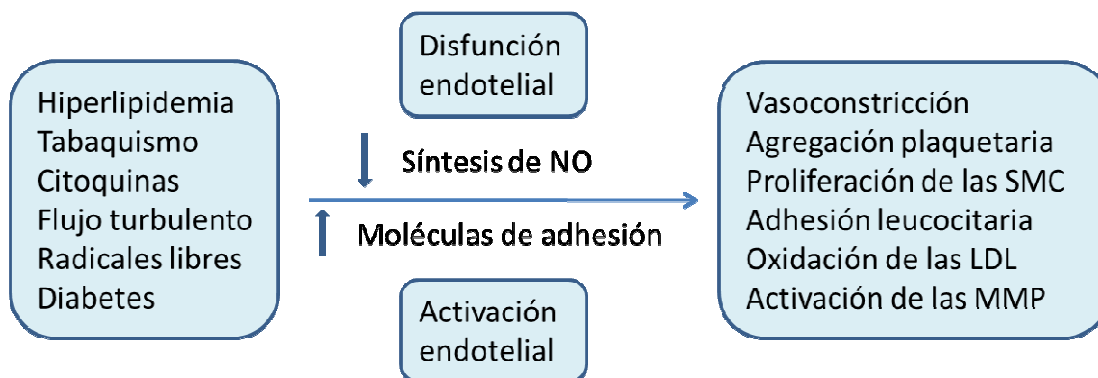 Disfunción
endotelial
Hiperlipidemia
Tabaquismo
Citoquinas
Flujo turbulento
Radicales libres
Diabetes
Síntesis de NO
Moléculas de adhesión
Activación
endotelial
Vasoconstricción
Agregación plaquetaria
Proliferación de las SMC
Adhesión leucocitaria
Oxidación de las LDL
Activación de las MMP